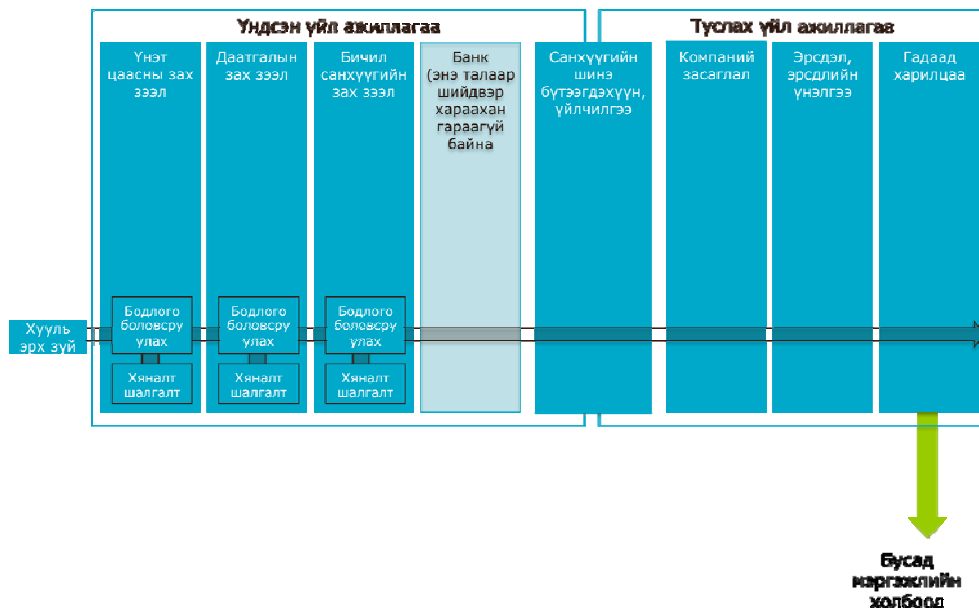 Үндсэн үйл ажиллагаа
Туслах үйл ажиллагаа
Үнэт
цаасны зах
зээл
Даатгалын
зах зээл
Бичил
санхүүгийн
зах зээл
Банк
(энэ талаар
шийдвэр
хараахан
гараагүй
байна
Санхүүгийн
шинэ
бүтээгдэхүүн,
үйлчилгээ
Компаний
засаглал
Эрсдэл,
эрсдлийн
үнэлгээ
Гадаад
харилцаа
Хууль
эрх зүй
Бодлого
боловсру
улах
Бодлого
боловсру
улах
Бодлого
боловсру
улах
Хяналт
шалгалт
Хяналт
шалгалт
Хяналт
шалгалт
Бусад
мэргэжлийн
холбоод